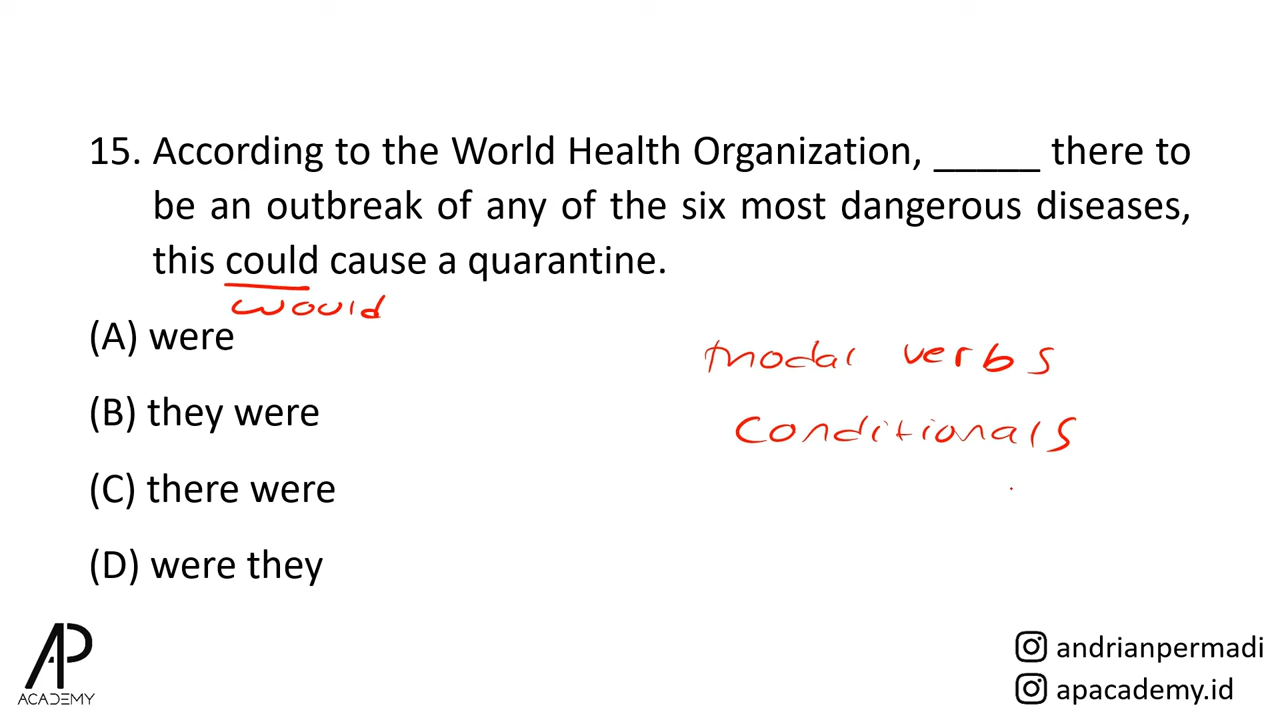 15. According to the World Health Organization, _____ there to
be an outbreak of any of the six most dangerous diseases,
this could cause a quarantine.
would
(A) were
modal verbs
(B) they were
conditionals
(C) there were
(D) were they
AP
ACADEMY
andrianpermadi
apacademy.id